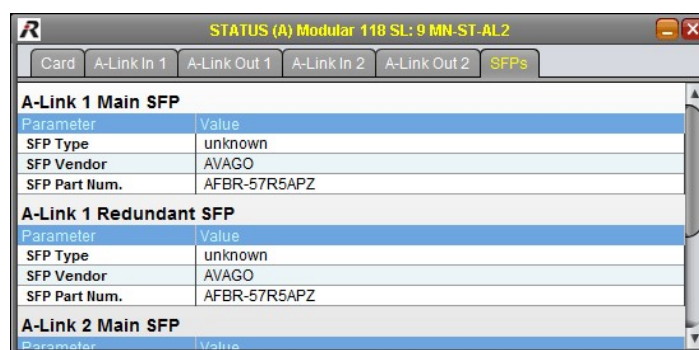 R STATUS (A) Modular 118 SL: 9 MN-ST-AL2
Card A-Link In 1 A-Link Out 1 A-Link In 2 A-Link Out 2 SFPs
A-Link 1 Main SFP
Parameter Value
SFP Type unknown
SFP Vendor AVAGO
SFP Part Num. AFBR-57R5APZ
A-Link 1 Redundant SFP
Parameter Value
SFP Type unknown
SFP Vendor AVAGO
SFP Part Num. AFBR-57R5APZ
A-Link 2 Main SFP
Parameter Value